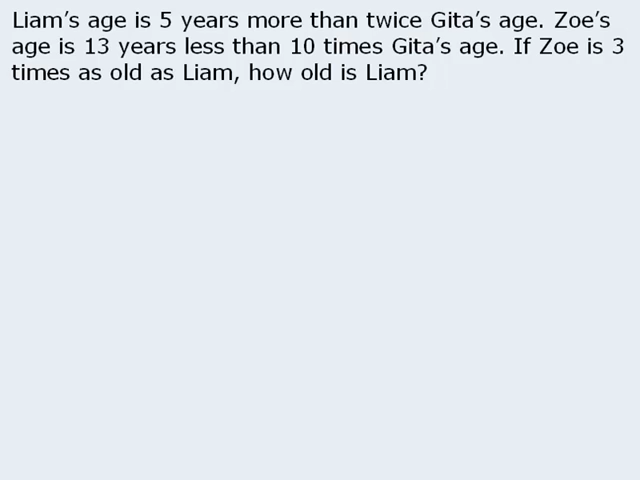 Liam’s age is 5 years more than twice Gita’s age. Zoe’s
age is 13 years less than 10 times Gita’s age. If Zoe is 3
times as old as Liam, how old is Liam?